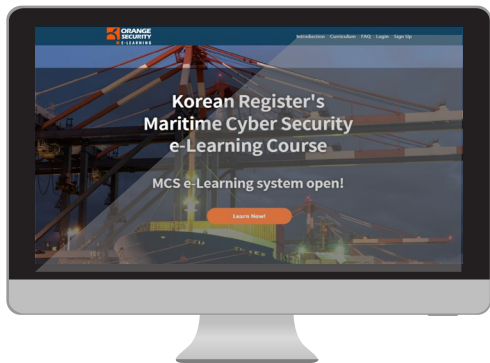 ORANGE
SECURITY
E-LEARNING
Introduction Curriculum FAQ Login Sign Up
Korean Register's
Maritime Cyber Security
e-Learning Course
MCS e-Learning system open!
Learn Now!